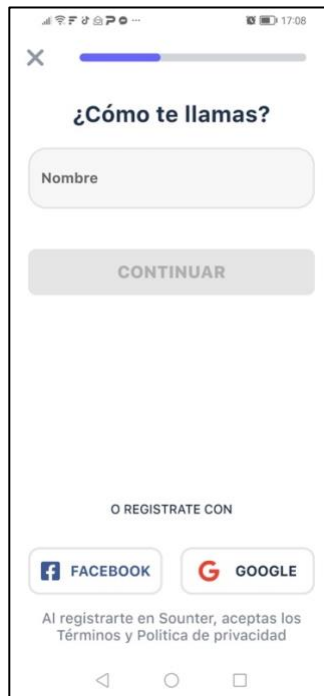 17:08
¿Cómo te llamas?
Nombre
CONTINUAR
O REGISTRATE CON
FACEBOOK
GOOGLE
Al registrarte en Sounter, aceptas los
Términos y Politica de privacidad